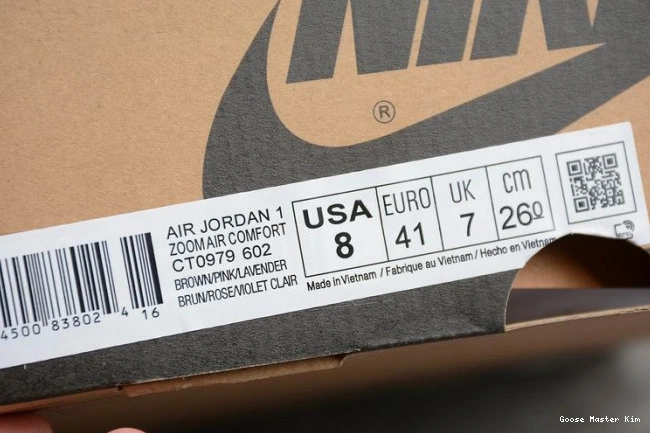 NIK
®
AIR JORDAN 1
ZOOM AIR COMFORT
CT0979 602
BROWN/PINK/LAVENDER
BRUN/ROSE/VIOLET CLAIR
USA
8
EURO
41
UK
7
cm
26º
Made in Vietnam / Fabrique au Vietnam / Hecho en Vietnam
4500 83802 4 16
Goose Master Kim